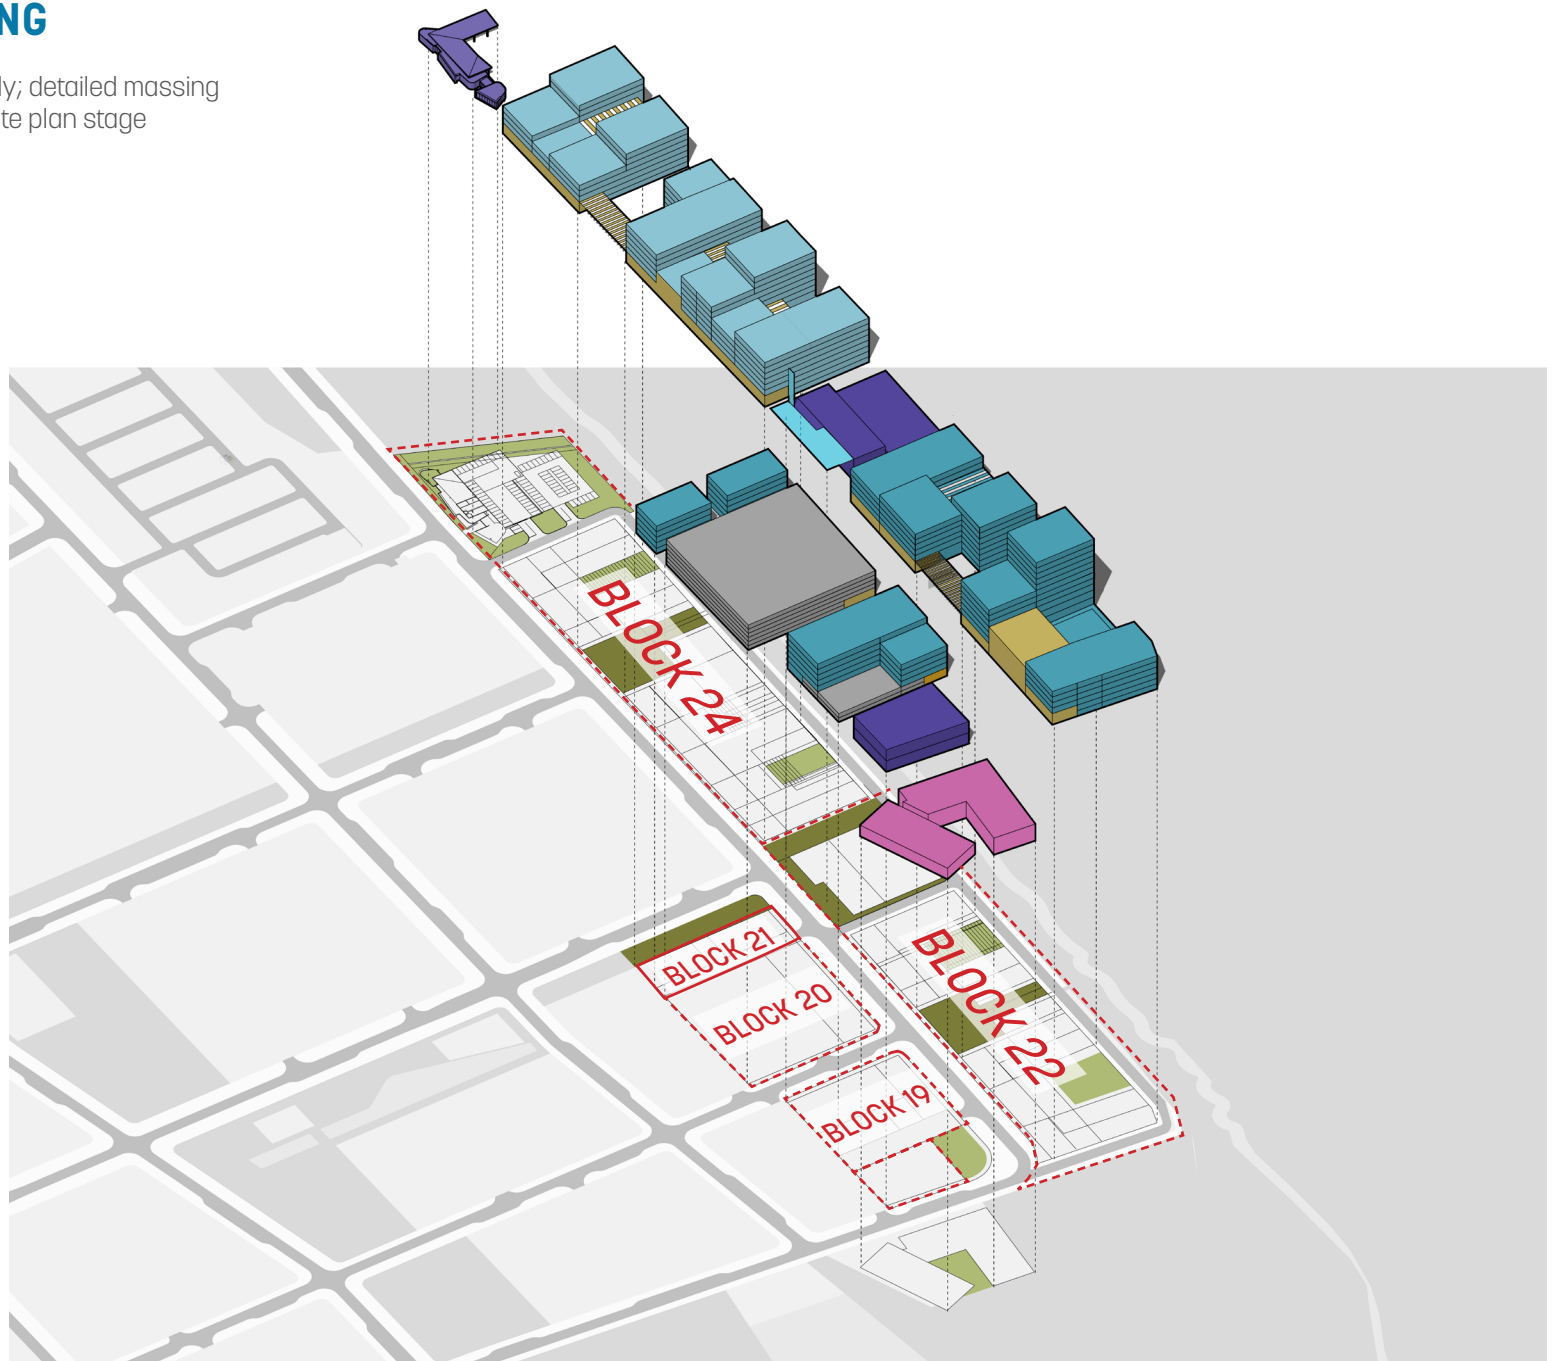 NG
ly; detailed massing
te plan stage
BLOCK 24
BLOCK 21
BLOCK 20
BLOCK 22
BLOCK 19